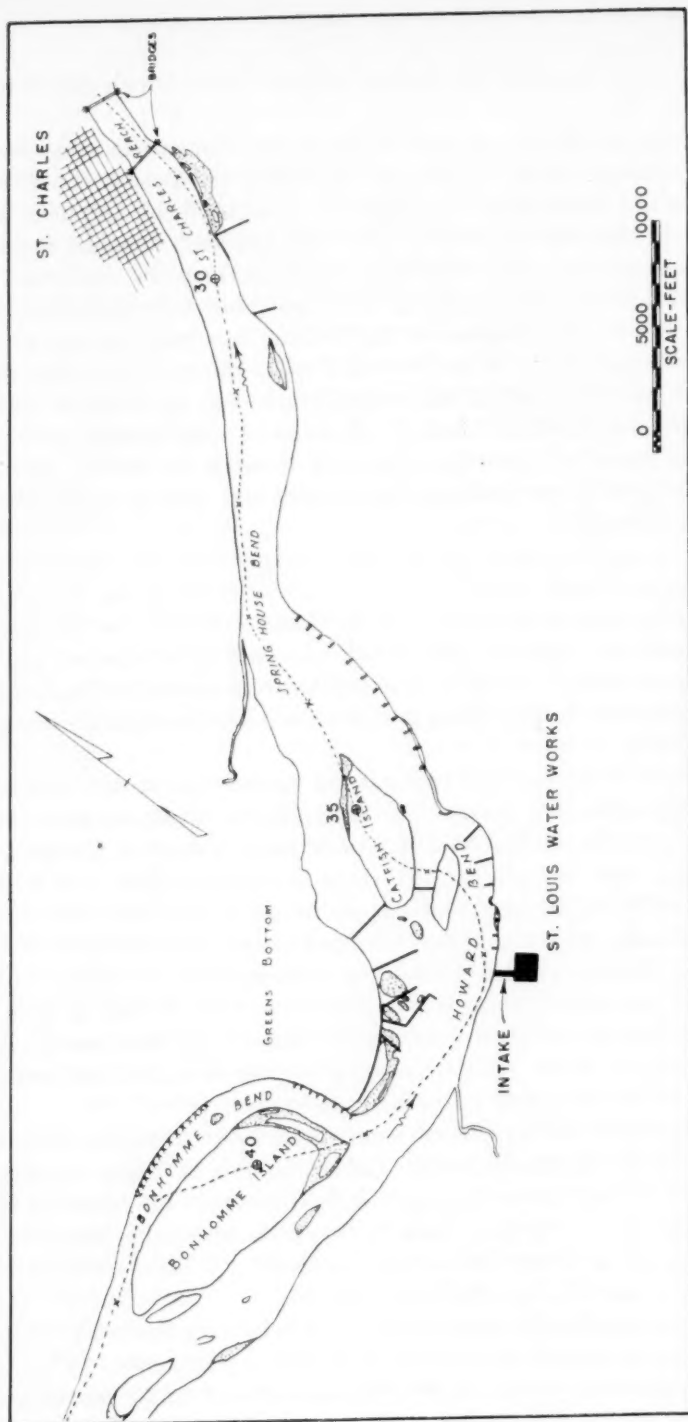 ST. CHARLES
BRIDGES
REACH
ST CHARLES
30
SPRING HOUSE BEND
35
CATFISH ISLAND
GREENS BOTTOM
HOWARD BEND
ST. LOUIS WATER WORKS
INTAKE
BONHOMME BEND
40
BONHOMME ISLAND
0 5000 10000
SCALE-FEET